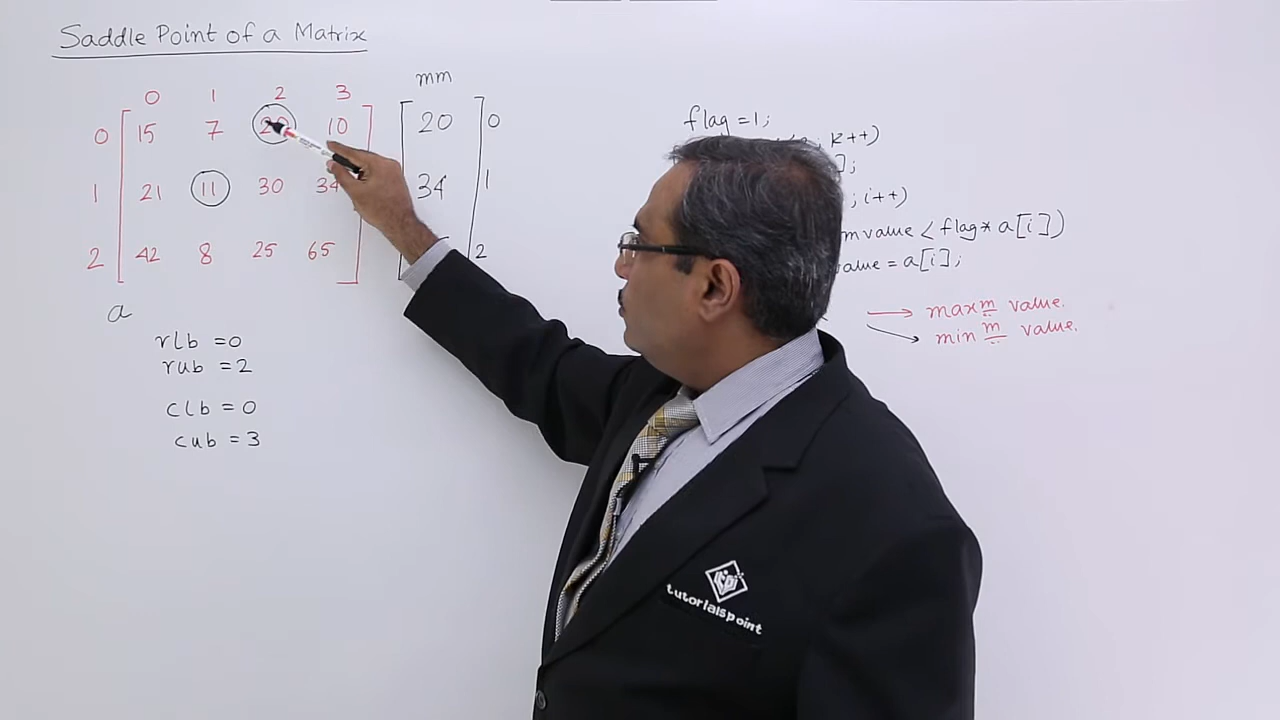 Saddle Point of a Matrix
mm
0 1 2 3
0 15 7 20 10 20 0
1 21 11 30 34 34 1
2 42 8 25 65 2
a
rlb = 0
rub = 2
clb = 0
cub = 3
flag = 1;
k++)
];
; i++)
mvalue < flag* a[i])
value = a[i];
maxm value.
minm value.
tutorialspoint